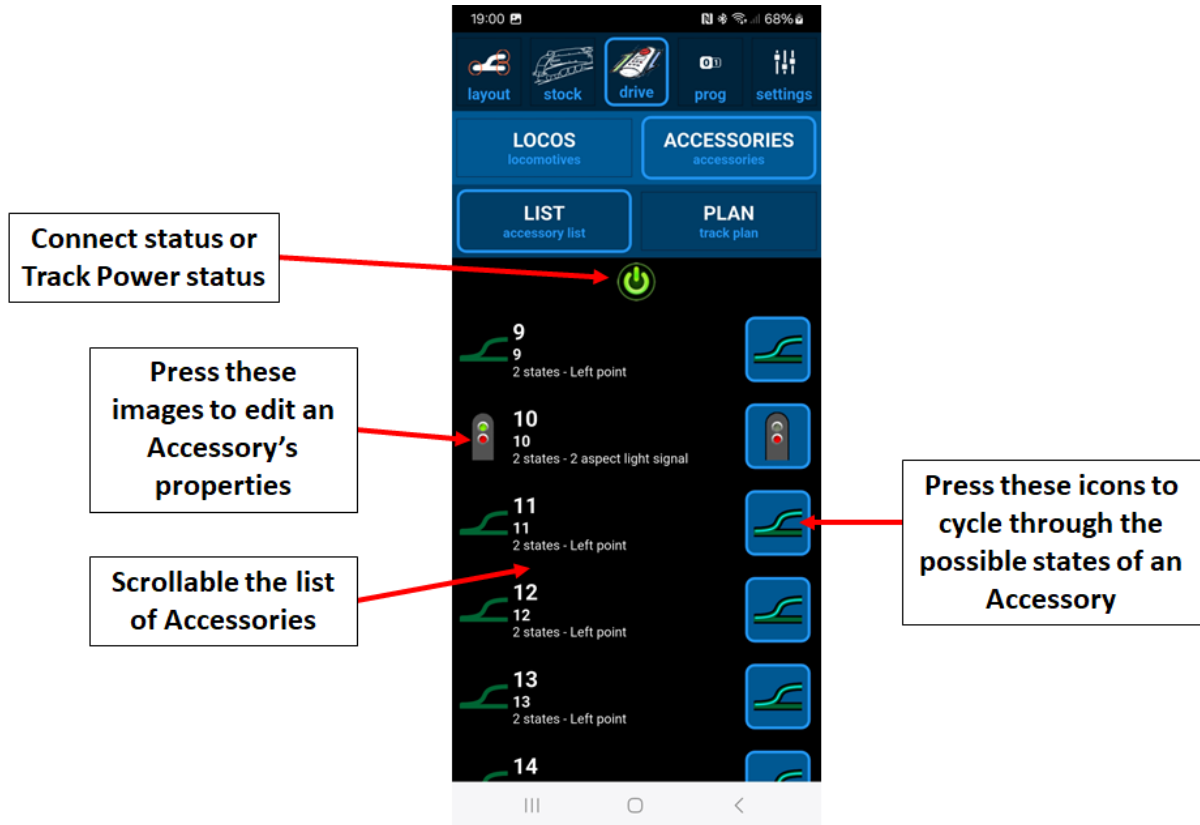 19:00
68%
layout
stock
drive
prog
settings
LOCOS
locomotives
ACCESSORIES
accessories
LIST
accessory list
PLAN
track plan
Connect status or
Track Power status
9
9
2 states - Left point
Press these
images to edit an
Accessory’s
properties
10
10
2 states - 2 aspect light signal
11
11
2 states - Left point
Press these icons to
cycle through the
possible states of an
Accessory
Scrollable the list
of Accessories
12
12
2 states - Left point
13
13
2 states - Left point
14